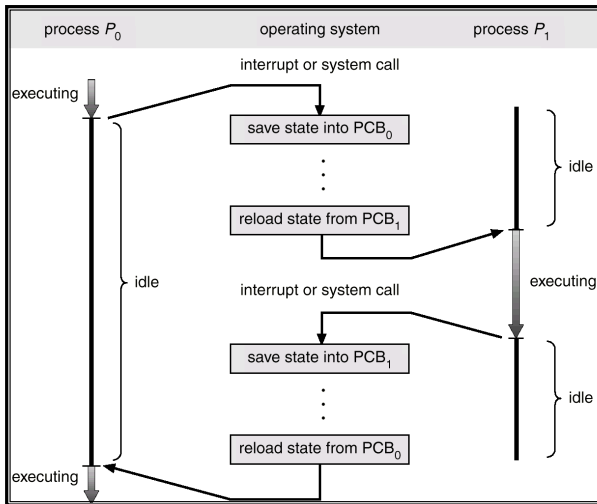 process P0
operating system
process P1
interrupt or system call
executing
save state into PCB0
idle
reload state from PCB1
idle
executing
interrupt or system call
save state into PCB1
idle
reload state from PCB0
executing